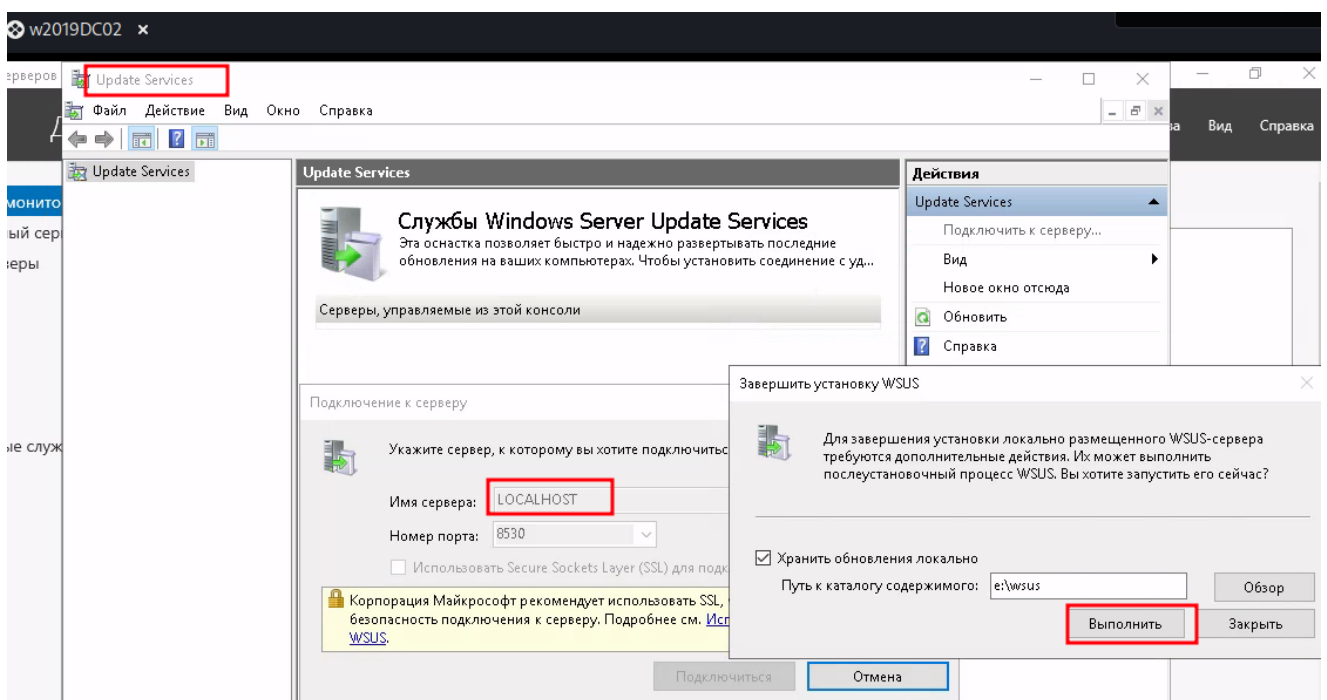 w2019DC02
Update Services
Файл Действие Вид Окно Справка
Вид Справка
Update Services
Update Services
Службы Windows Server Update Services
Эта оснастка позволяет быстро и надежно развертывать последние
обновления на ваших компьютерах. Чтобы установить соединение с уд...
Серверы, управляемые из этой консоли
Действия
Update Services
Подключить к серверу...
Вид
Новое окно отсюда
Обновить
Справка
Подключение к серверу
Укажите сервер, к которому вы хотите
Имя сервера: LOCALHOST
Номер порта: 8530
Использовать Secure Sockets Layer (SSL) для
Корпорация Майкрософт рекомендует использовать SSL,
безопасность подключения к серверу. Подробнее см.
WSUS.
Подключиться Отмена
Завершить установку WSUS
Для завершения установки локально размещенного WSUS-сервера
требуются дополнительные действия. Их может выполнить
послеустановочный процесс WSUS. Вы хотите запустить его сейчас?
Хранить обновления локально
Путь к каталогу содержимого: e:\wsus Обзор
Выполнить Закрыть